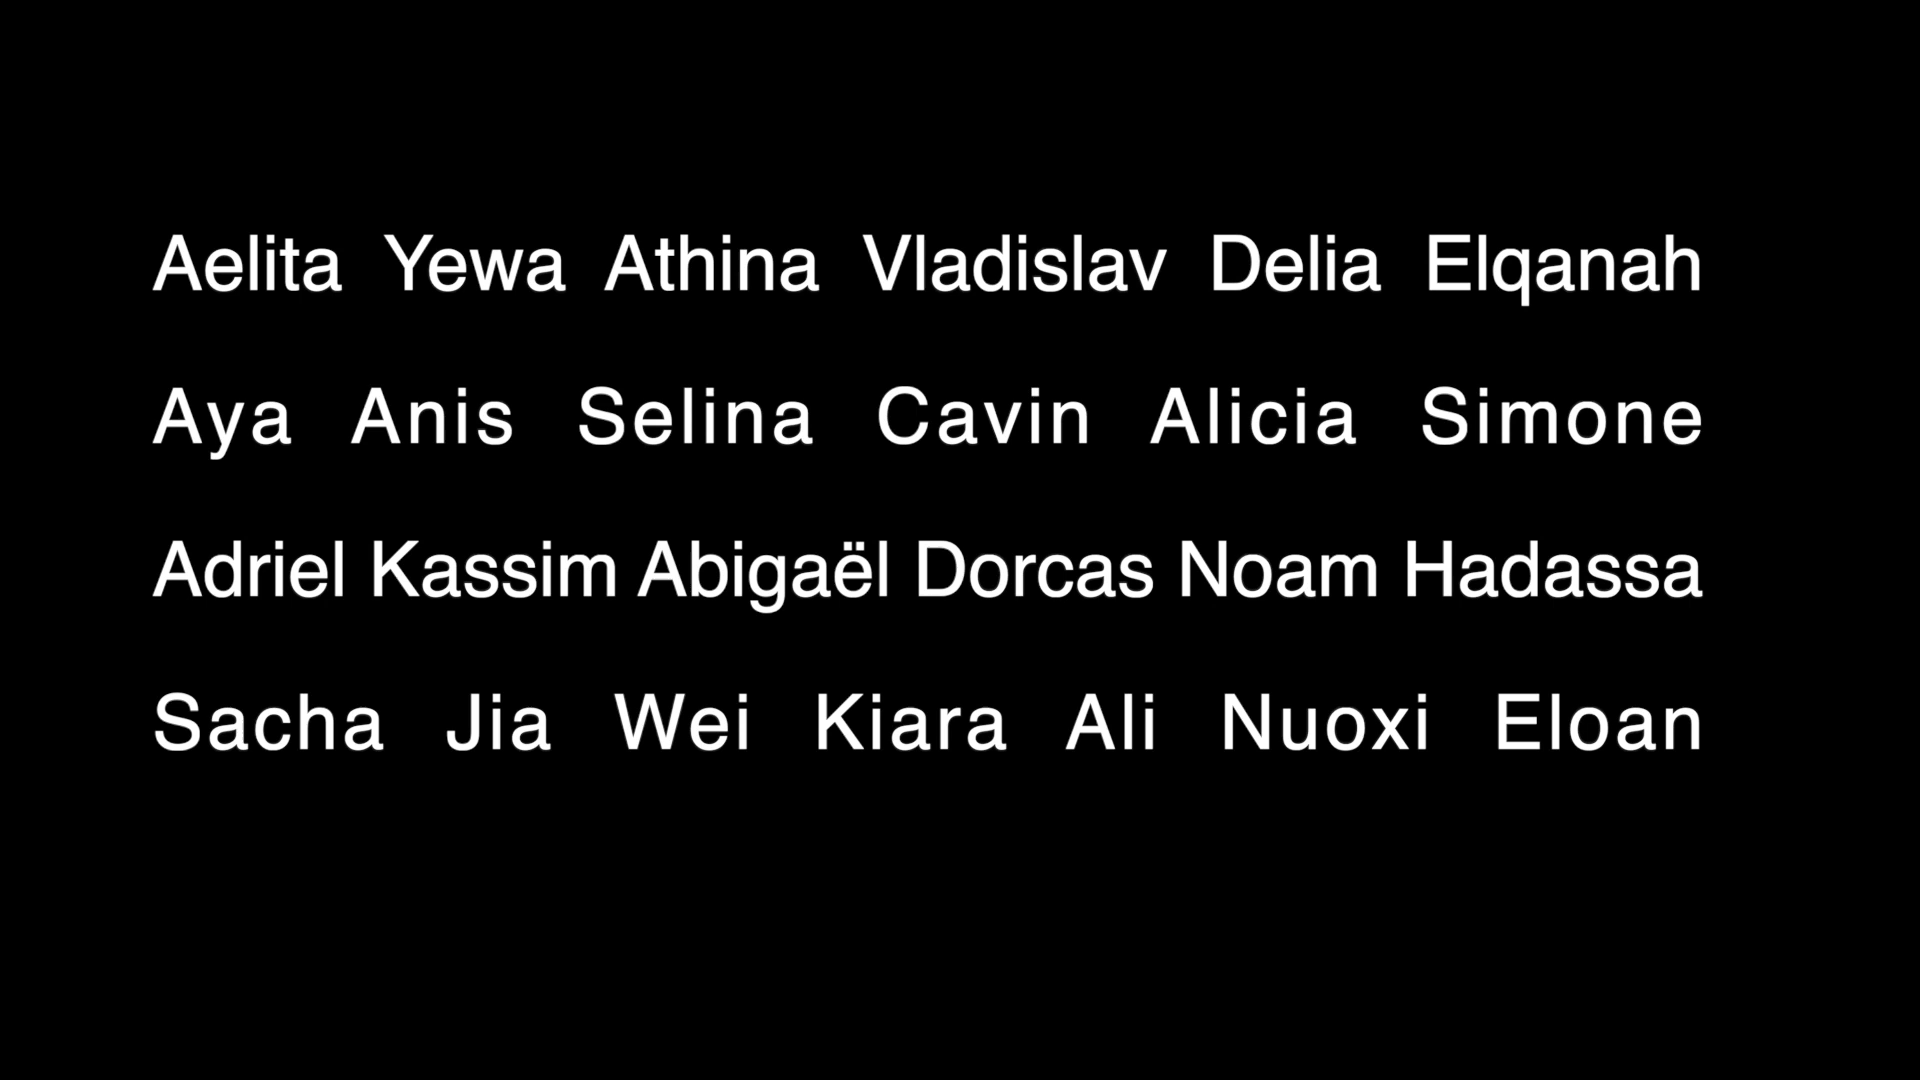 Aelita Yewa Athina Vladislav Delia Elqanah
Aya Anis Selina Cavin Alicia Simone
Adriel Kassim Abigaël Dorcas Noam Hadassa
Sacha Jia Wei Kiara Ali Nuoxi Eloan